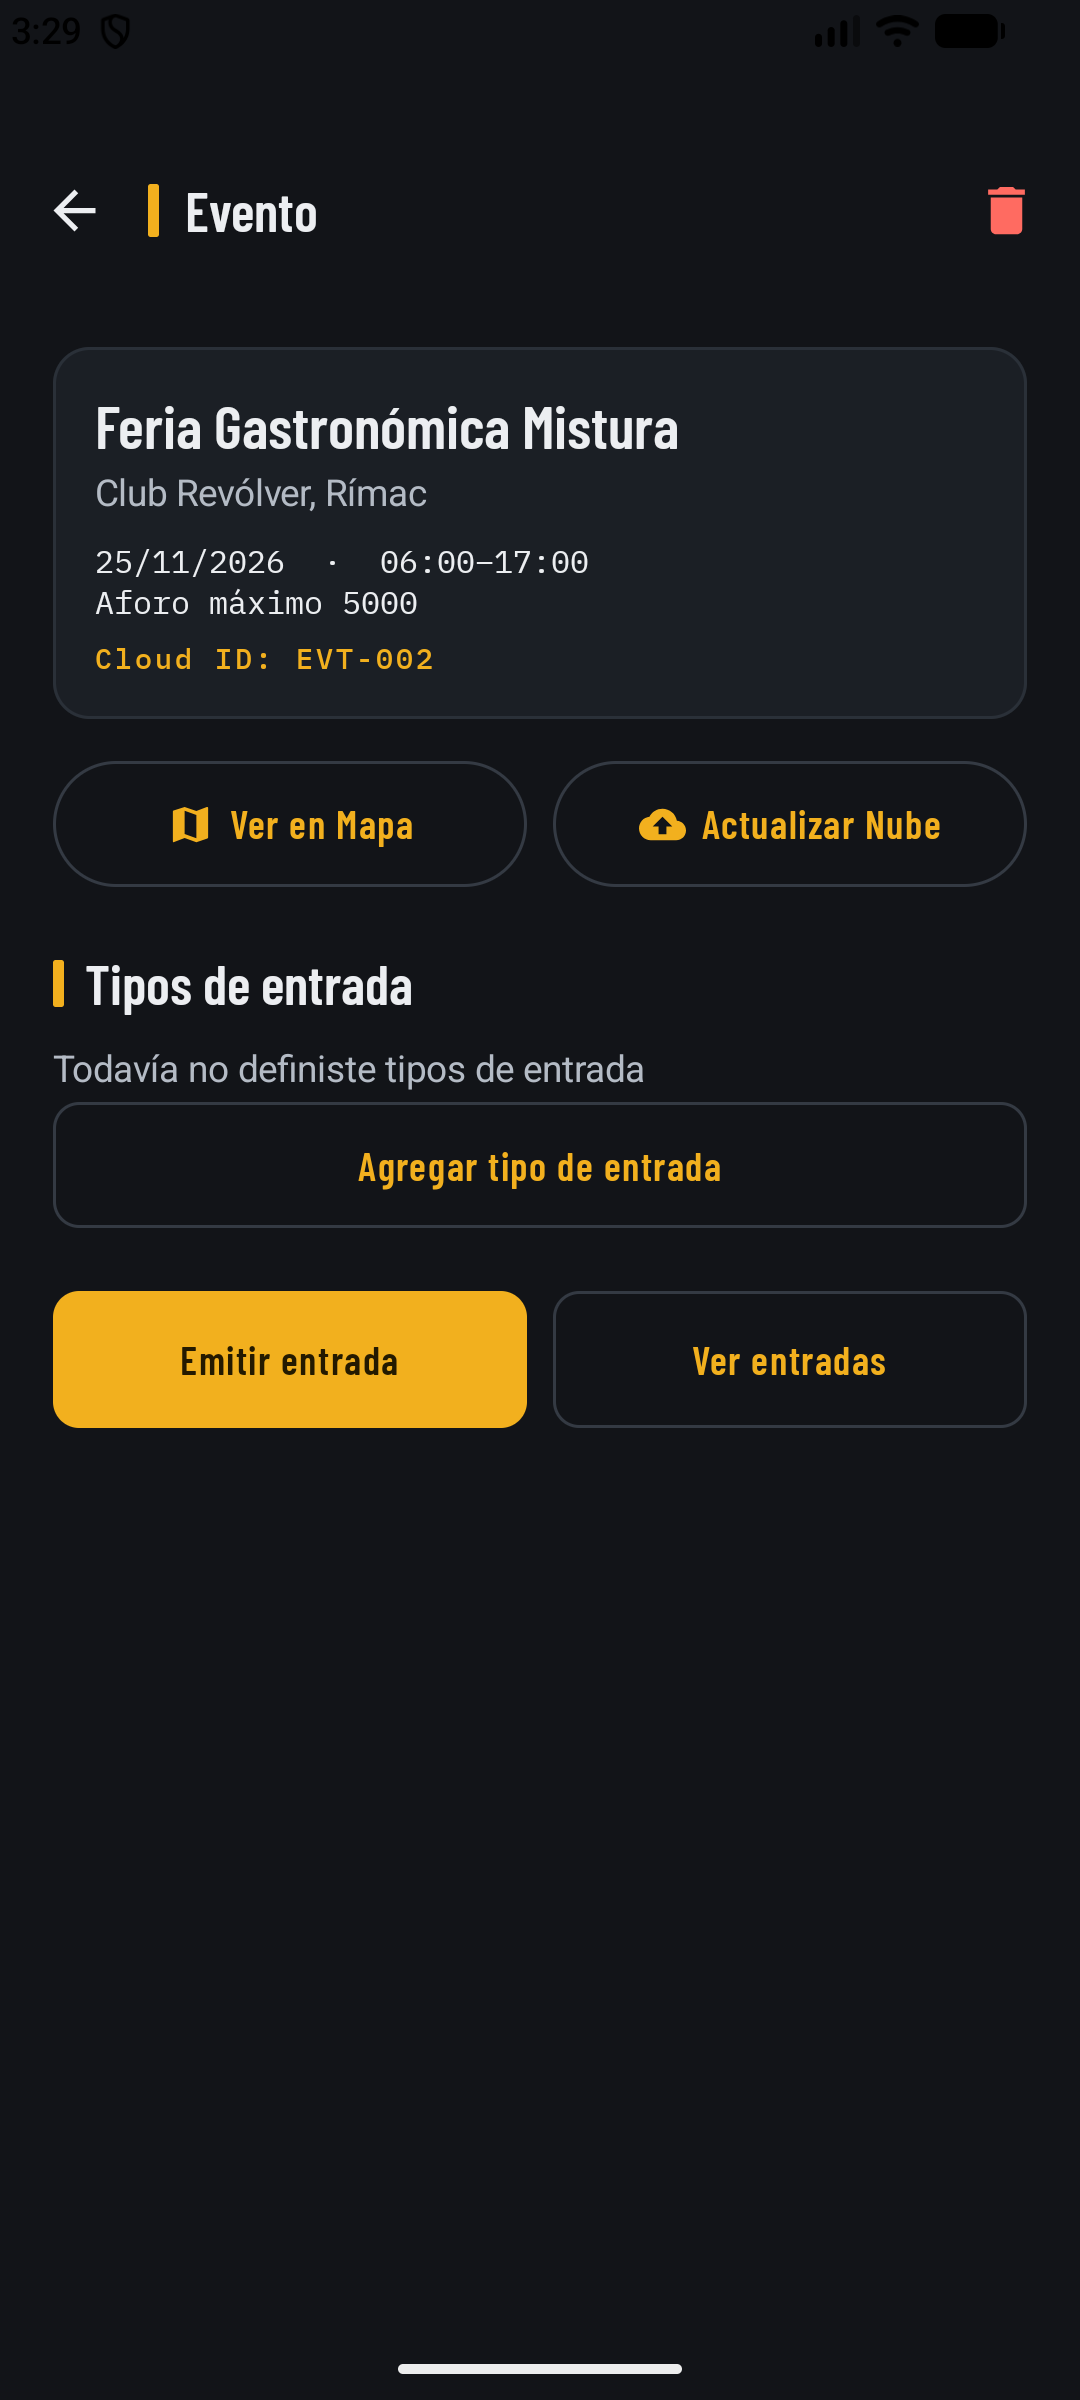 3:29
Evento
Feria Gastronómica Mistura
Club Revólver, Rímac
25/11/2026 · 06:00–17:00
Aforo máximo 5000
Cloud ID: EVT-002
Ver en Mapa
Actualizar Nube
Tipos de entrada
Todavía no definiste tipos de entrada
Agregar tipo de entrada
Emitir entrada
Ver entradas